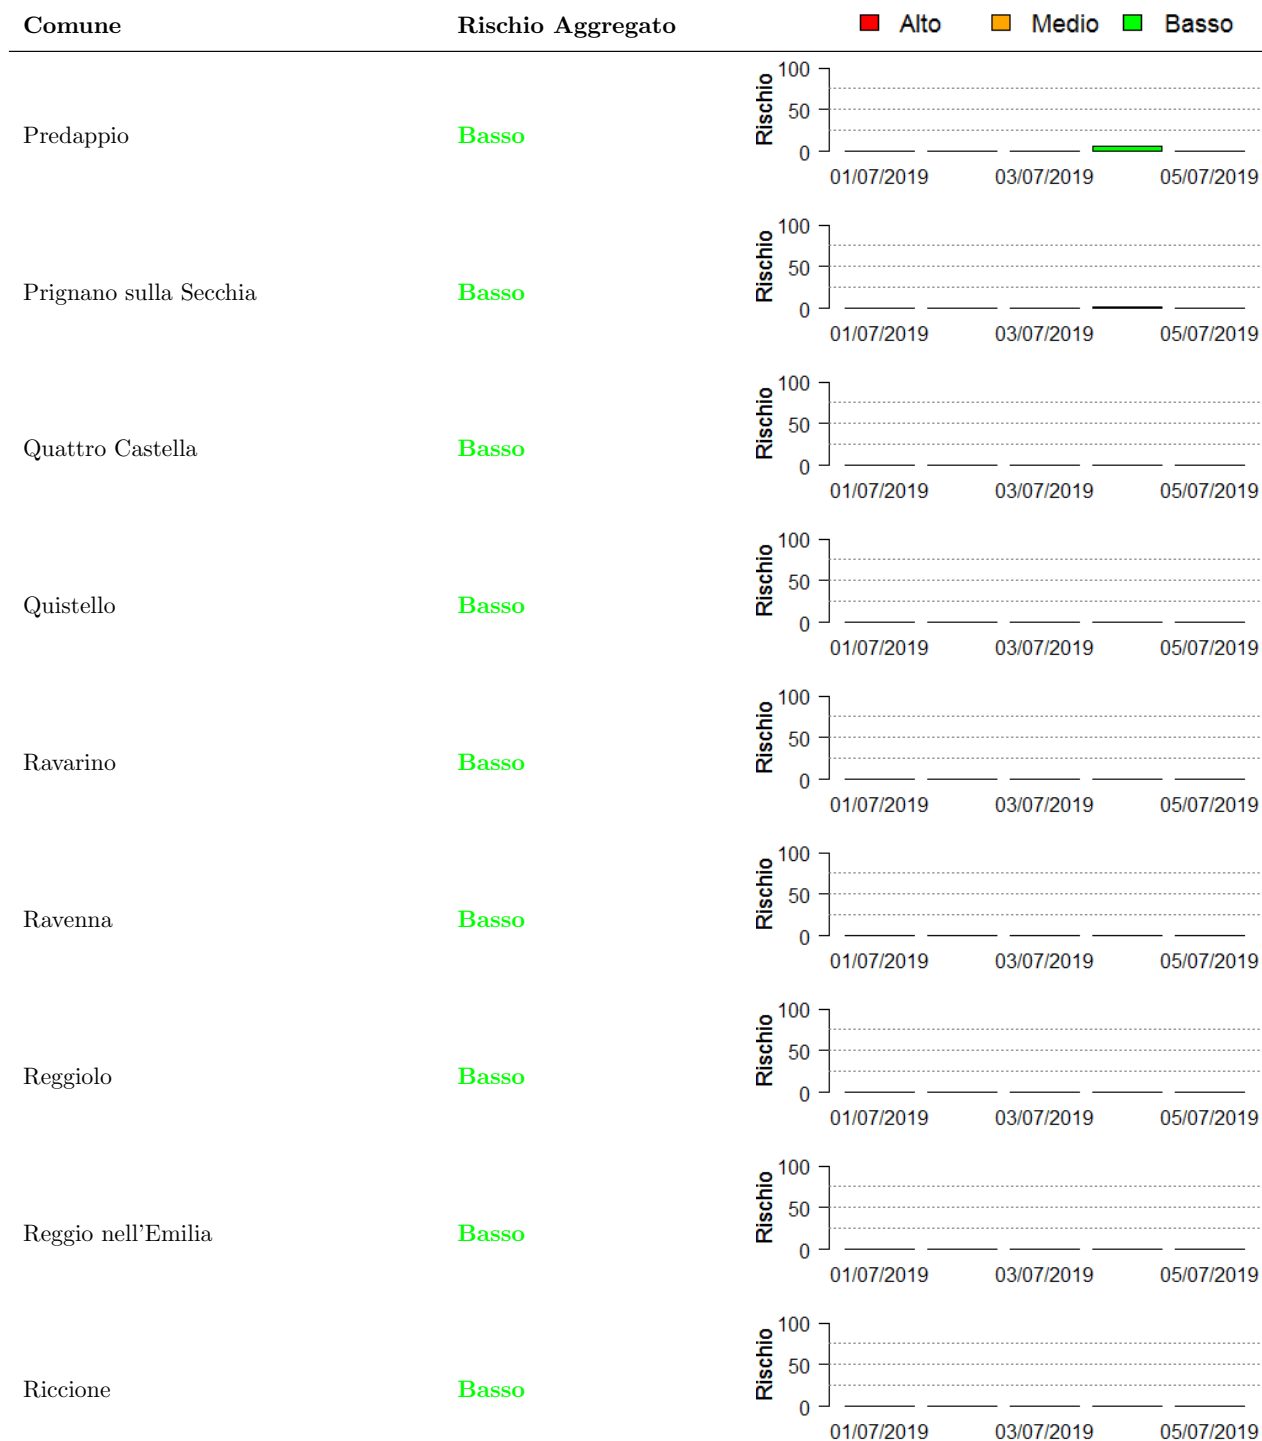 Comune Rischio Aggregato Alto Medio Basso
Predappio Basso Rischio 100 50 0
01/07/2019 03/07/2019 05/07/2019
Prignano sulla Secchia Basso Rischio 100 50 0
01/07/2019 03/07/2019 05/07/2019
Quattro Castella Basso Rischio 100 50 0
01/07/2019 03/07/2019 05/07/2019
Quistello Basso Rischio 100 50 0
01/07/2019 03/07/2019 05/07/2019
Ravarino Basso Rischio 100 50 0
01/07/2019 03/07/2019 05/07/2019
Ravenna Basso Rischio 100 50 0
01/07/2019 03/07/2019 05/07/2019
Reggiolo Basso Rischio 100 50 0
01/07/2019 03/07/2019 05/07/2019
Reggio nell'Emilia Basso Rischio 100 50 0
01/07/2019 03/07/2019 05/07/2019
Riccione Basso Rischio 100 50 0
01/07/2019 03/07/2019 05/07/2019